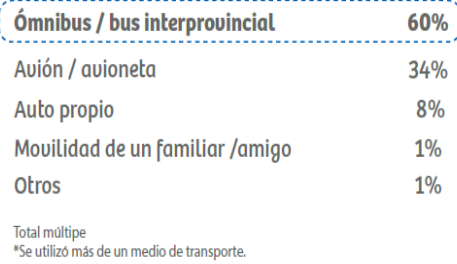 Ómnibus / bus interprovincial 60%
Avión / avioneta 34%
Auto propio 8%
Movilidad de un familiar /amigo 1%
Otros 1%
Total múltipe
*Se utilizó más de un medio de transporte.